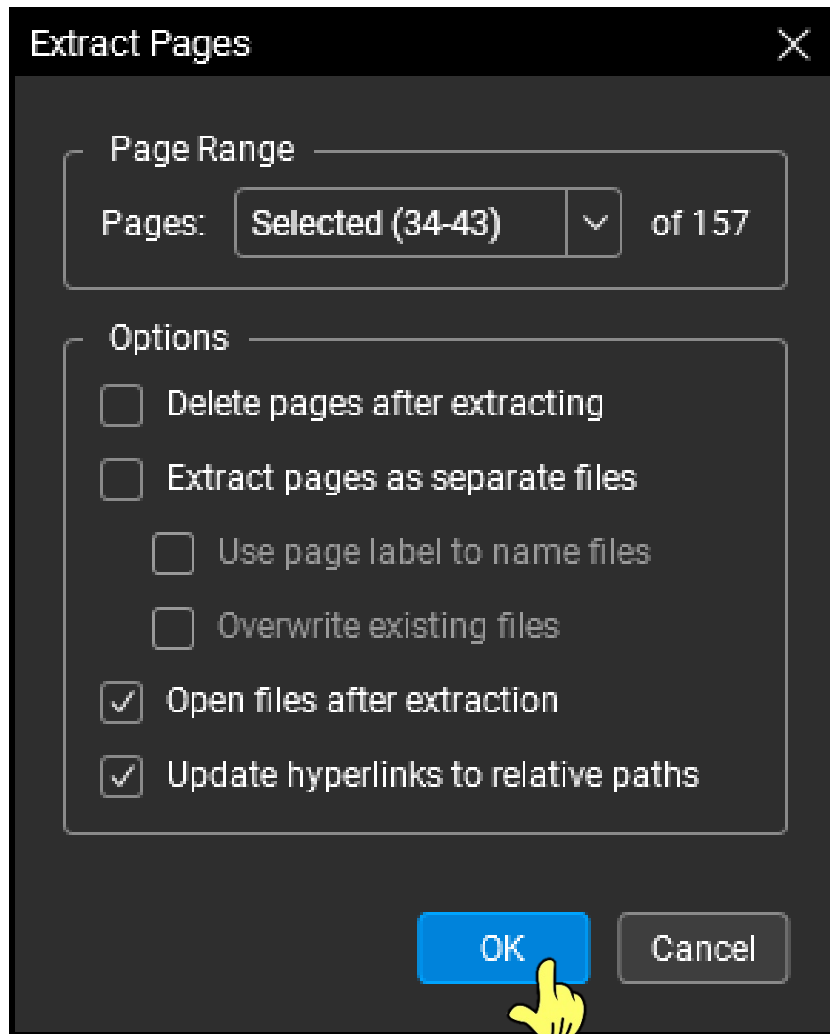 Extract Pages
Page Range
Pages: Selected (34-43) of 157
Options
Delete pages after extracting
Extract pages as separate files
Use page label to name files
Overwrite existing files
Open files after extraction
Update hyperlinks to relative paths
OK Cancel